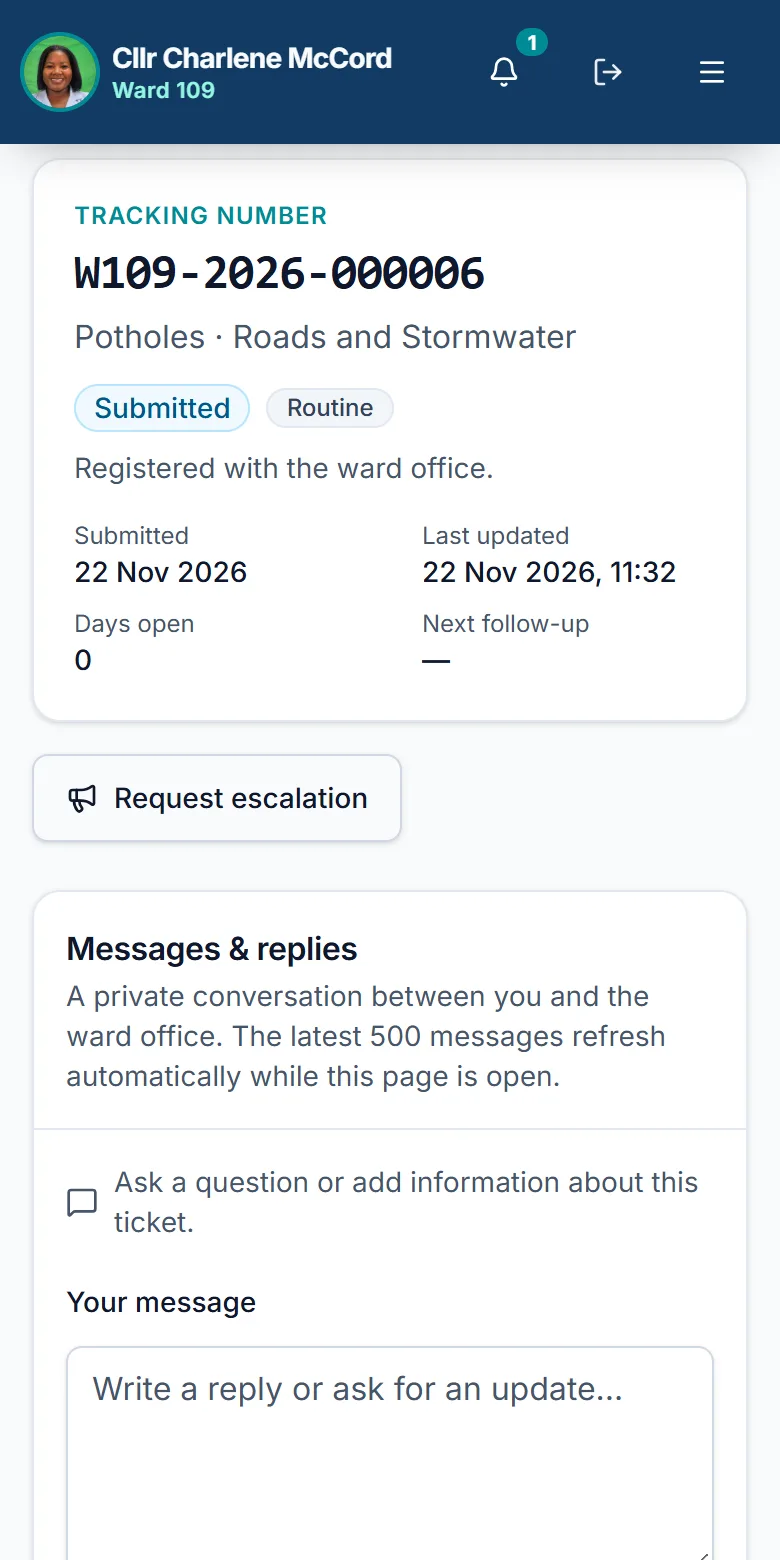 Cllr Charlene McCord
Ward 109
1
TRACKING NUMBER
W109-2026-000006
Potholes · Roads and Stormwater
Submitted
Routine
Registered with the ward office.
Submitted
Last updated
22 Nov 2026
22 Nov 2026, 11:32
Days open
Next follow-up
0
—
Request escalation
Messages & replies
A private conversation between you and the
ward office. The latest 500 messages refresh
automatically while this page is open.
Ask a question or add information about this
ticket.
Your message
Write a reply or ask for an update...